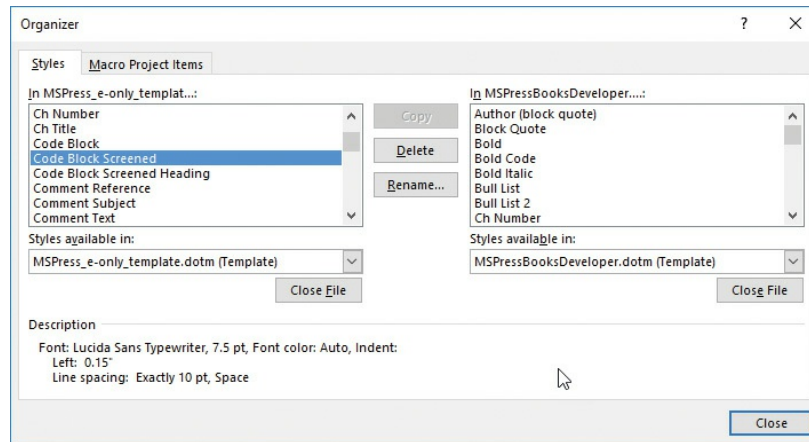 Organizer
?
Styles
Macro Project Items
In MSPress_e-only_templat...:
Ch Number
Ch Title
Code Block
Code Block Screened
Code Block Screened Heading
Comment Reference
Comment Subject
Comment Text
Copy
Delete
Rename...
In MSPressBooksDeveloper....:
Author (block quote)
Block Quote
Bold
Bold Code
Bold Italic
Bull List
Bull List 2
Ch Number
Styles available in:
MSPress_e-only_template.dotm (Template)
Close File
Styles available in:
MSPressBooksDeveloper.dotm (Template)
Close File
Description
Font: Lucida Sans Typewriter, 7.5 pt, Font color: Auto, Indent:
Left: 0.15"
Line spacing: Exactly 10 pt, Space
Close